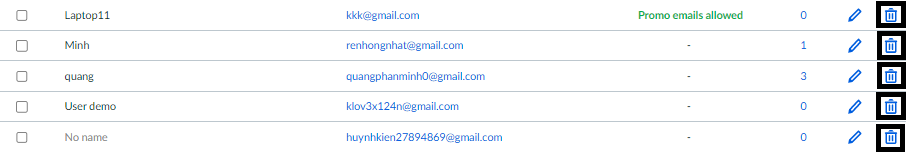 Laptop11 kkk@gmail.com Promo emails allowed 0
Minh renhongnhat@gmail.com - 1
quang quangphanminh0@gmail.com - 3
User demo klov3x124n@gmail.com - 0
No name huynhkien27894869@gmail.com - 0